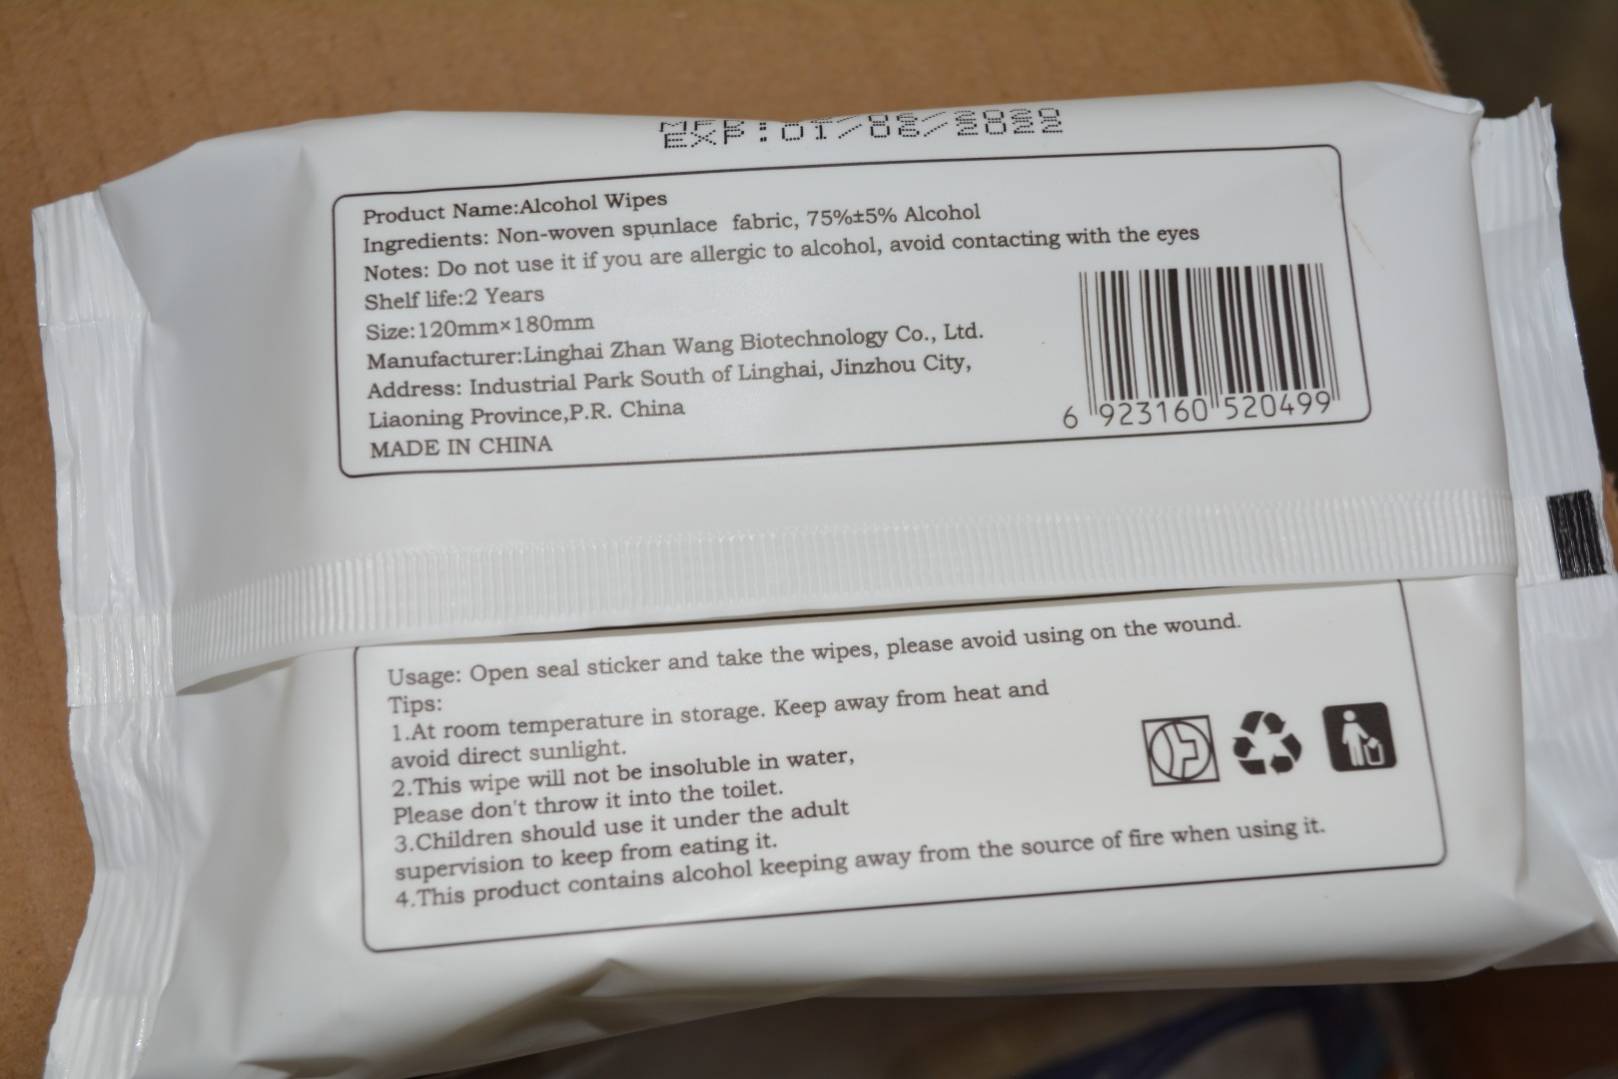 EXP:01/06/2022
Product Name:Alcohol Wipes
Ingredients: Non-woven spunlace fabric, 75%±5% Alcohol
Notes: Do not use it if you are allergic to alcohol, avoid contacting with the eyes
Shelf life:2 Years
Size:120mm×180mm
Manufacturer:Linghai Zhan Wang Biotechnology Co., Ltd.
Address: Industrial Park South of Linghai, Jinzhou City,
Liaoning Province,P.R. China
MADE IN CHINA
6 923160 520499
Usage: Open seal sticker and take the wipes, please avoid using on the wound.
Tips:
1.At room temperature in storage. Keep away from heat and
avoid direct sunlight.
2.This wipe will not be insoluble in water,
Please don't throw it into the toilet.
3.Children should use it under the adult
supervision to keep from eating it.
4.This product contains alcohol keeping away from the source of fire when using it.